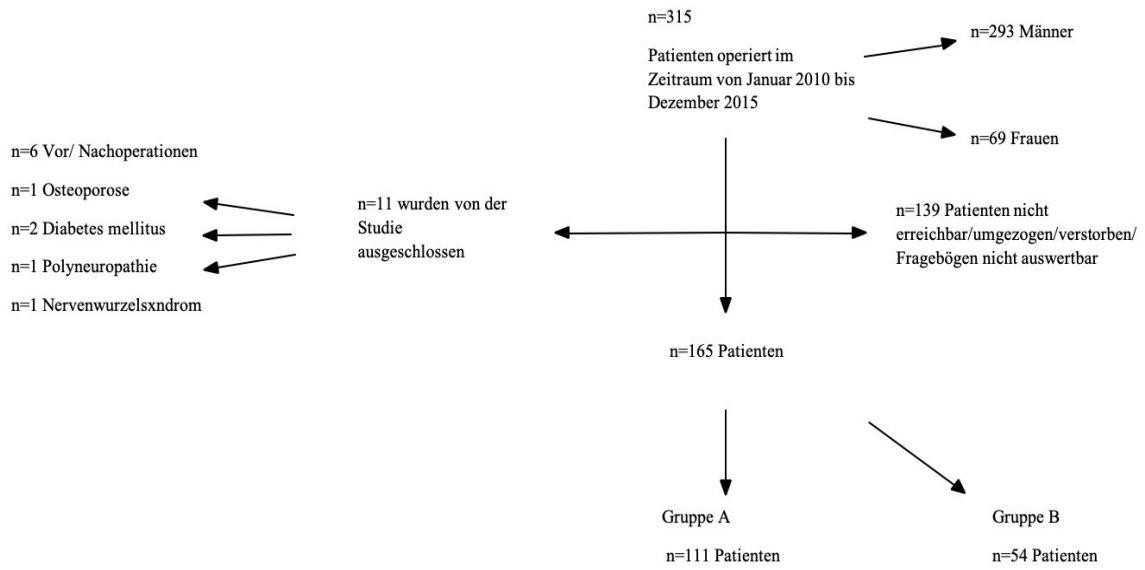 n=315
Patienten operiert im
Zeitraum von Januar 2010 bis
Dezember 2015
n=293 Männer
n=69 Frauen
n=6 Vor/ Nachoperationen
n=1 Osteoporose
n=2 Diabetes mellitus
n=1 Polyneuropathie
n=1 Nervenwurzelsxndrom
n=11 wurden von der
Studie
ausgeschlossen
n=139 Patienten nicht
erreichbar/umgezogen/verstorben/
Fragebögen nicht auswertbar
n=165 Patienten
Gruppe A
n=111 Patienten
Gruppe B
n=54 Patienten